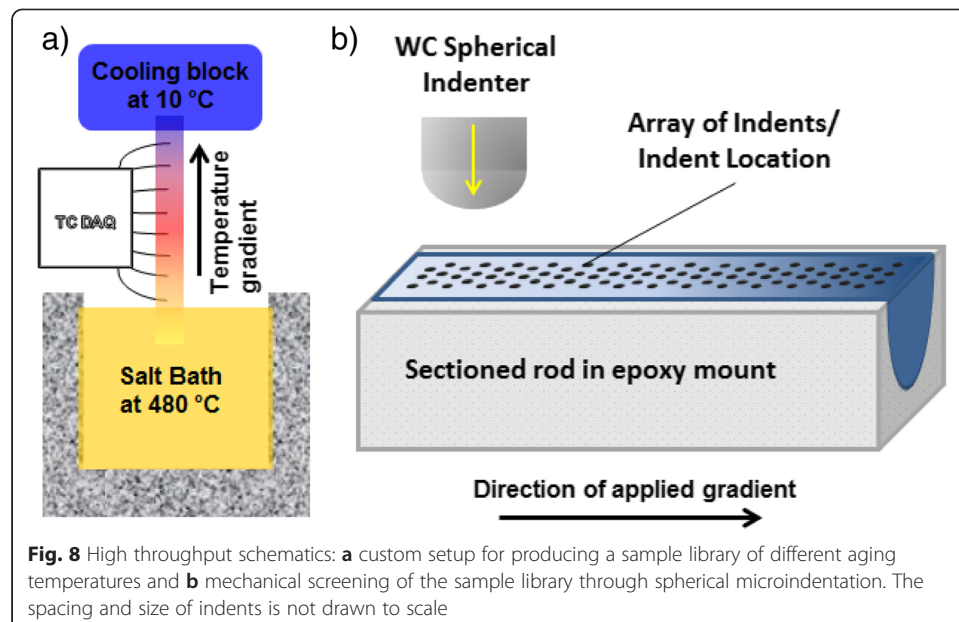 a)
Cooling block
at 10 °C
TC DAQ
Temperature
gradient
Salt Bath
at 480 °C
b)
WC Spherical
Indenter
Array of Indents/
Indent Location
Sectioned rod in epoxy mount
Direction of applied gradient
Fig. 8 High throughput schematics: a custom setup for producing a sample library of different aging
temperatures and b mechanical screening of the sample library through spherical microindentation. The
spacing and size of indents is not drawn to scale